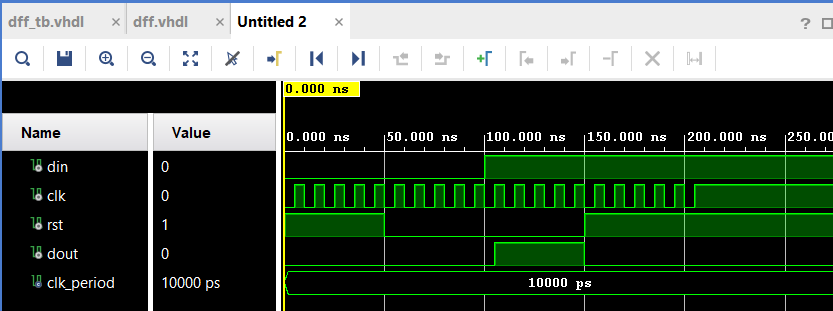 dff_tb.vhdl × dff.vhdl × Untitled 2 ×
?
0.000 ns
Name Value
0.000 ns 50.000 ns 100.000 ns 150.000 ns 200.000 ns 250.0
din 0
clk 0
rst 1
dout 0
clk_period 10000 ps 10000 ps